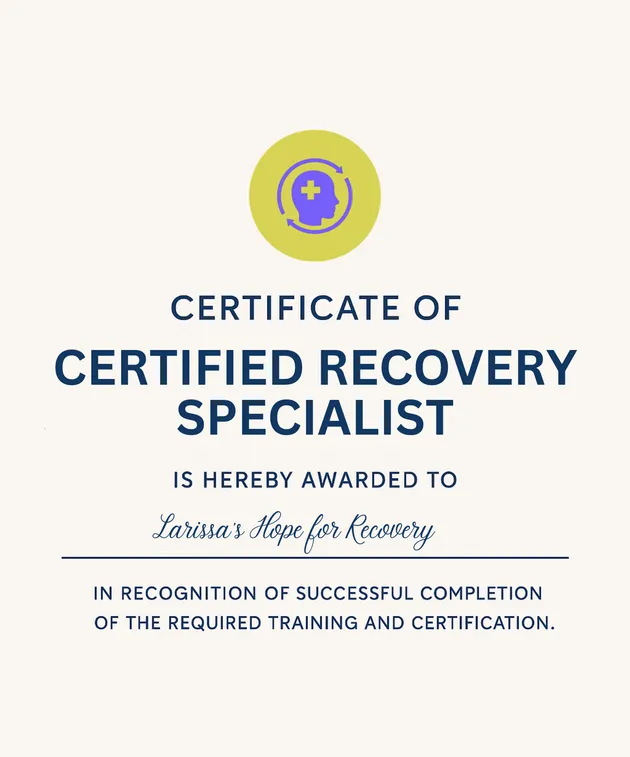 CERTIFICATE OF
CERTIFIED RECOVERY
SPECIALIST
IS HEREBY AWARDED TO
Larissa's Hope for Recovery
IN RECOGNITION OF SUCCESSFUL COMPLETION
OF THE REQUIRED TRAINING AND CERTIFICATION.